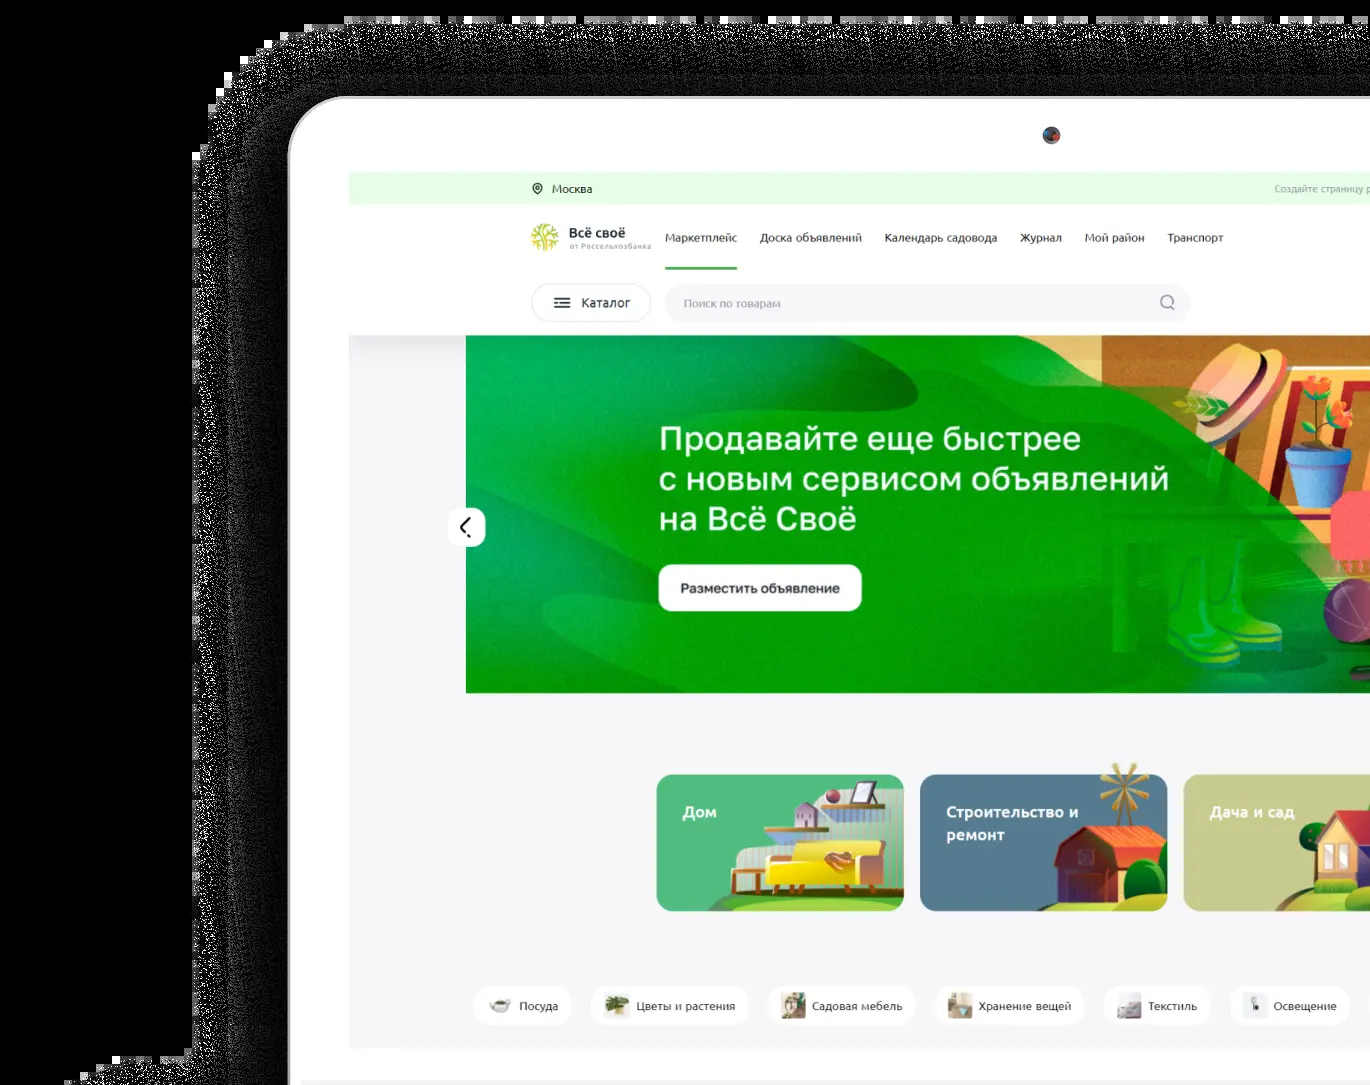 Москва
Создайте страницу
Всё своё
от Россельхозбанка
Маркетплейс Доска объявлений Календарь садовода Журнал Мой район Транспорт
Каталог
Поиск по товарам
Продавайте еще быстрее
с новым сервисом объявлений
на Всё Своё
Разместить объявление
Дом
Строительство и
ремонт
Дача и сад
Посуда Цветы и растения Садовая мебель Хранение вещей Текстиль Освещение